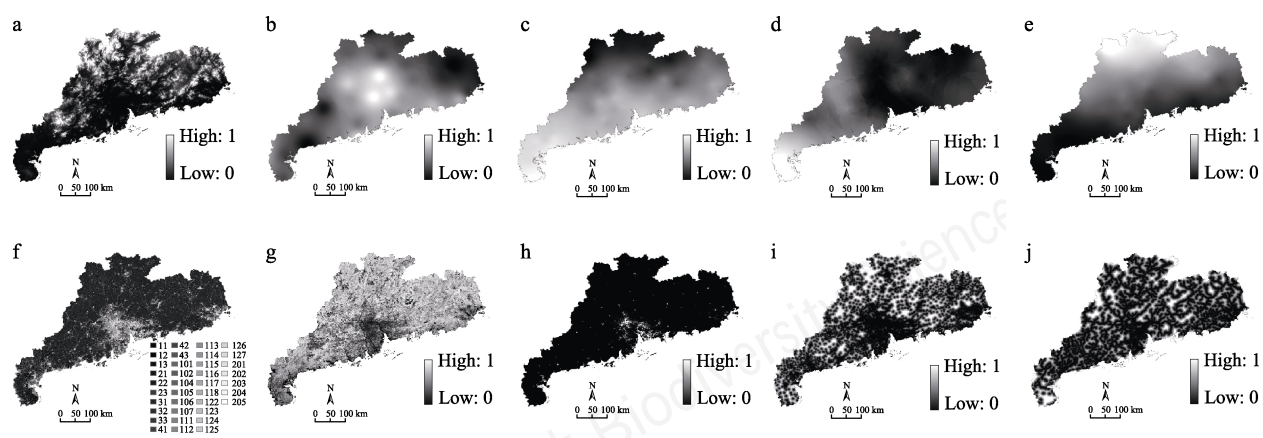 a
High: 1
Low: 0
N
0 50 100 km
b
High: 1
Low: 0
N
0 50 100 km
c
High: 1
Low: 0
N
0 50 100 km
d
High: 1
Low: 0
N
0 50 100 km
e
High: 1
Low: 0
N
0 50 100 km
f
11 42 113 126
12 43 114 127
13 101 115 201
21 102 116 202
22 104 117 203
23 105 118 204
31 106 122 205
32 107 123
33 111 124
41 112 125
N
0 50 100 km
g
High: 1
Low: 0
N
0 50 100 km
h
High: 1
Low: 0
N
0 50 100 km
i
High: 1
Low: 0
N
0 50 100 km
j
High: 1
Low: 0
N
0 50 100 km
Biodiversity Science